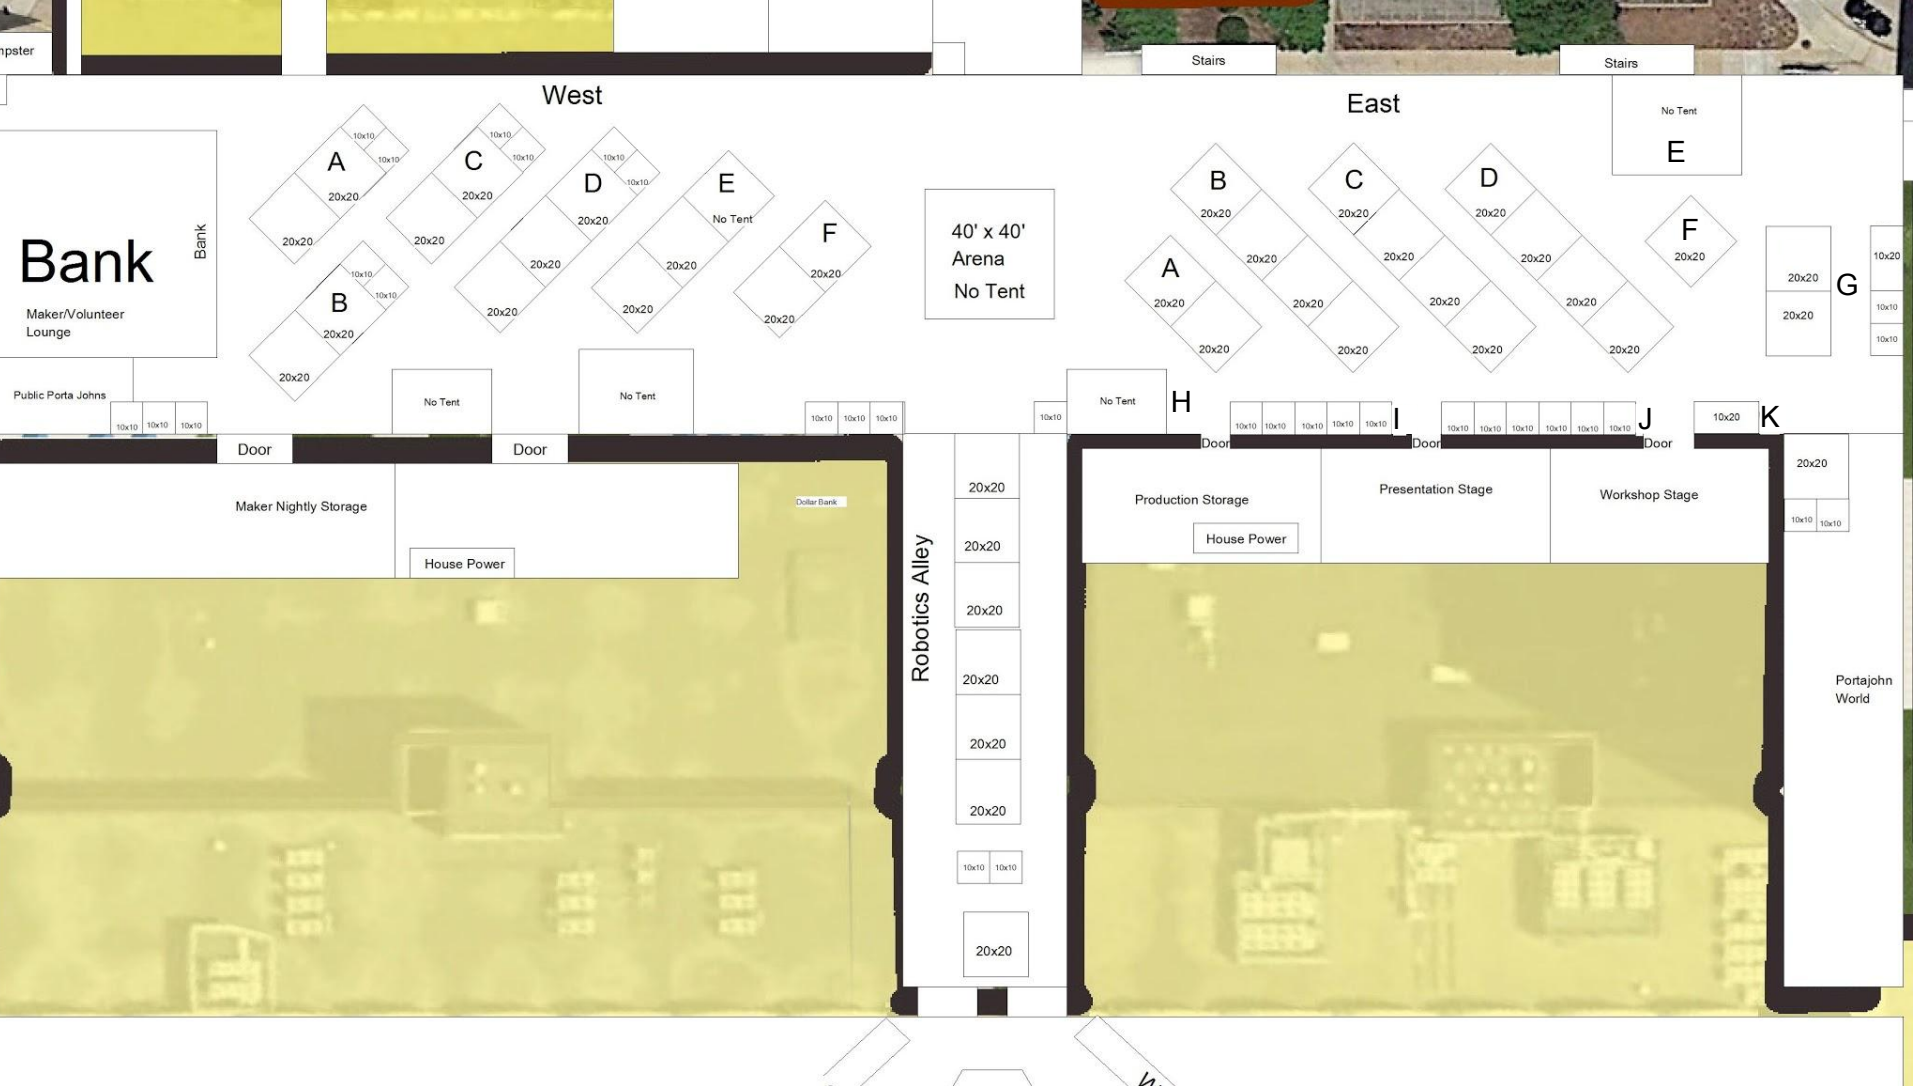 mpster
Stairs
Stairs
West
East
No Tent
E
10x10
10x10
A
20x20
20x20
10x10
10x10
C
20x20
20x20
10x10
10x10
D
20x20
20x20
20x20
E
No Tent
20x20
20x20
F
20x20
20x20
10x10
10x10
B
20x20
20x20
Bank
Bank
Maker/Volunteer
Lounge
40' x 40'
Arena
No Tent
B
20x20
20x20
20x20
20x20
C
20x20
20x20
20x20
20x20
D
20x20
20x20
20x20
20x20
A
20x20
20x20
F
20x20
20x20
20x20
G
10x20
10x10
10x10
Public Porta Johns
10x10
10x10
10x10
No Tent
No Tent
10x10
10x10
10x10
10x10
No Tent
H
10x10
10x10
10x10
10x10
10x10
I
10x10
10x10
10x10
10x10
10x10
10x10
J
10x20
K
Door
Door
Door
Door
Door
Maker Nightly Storage
House Power
Dollar Bank
Robotics Alley
20x20
20x20
20x20
20x20
20x20
20x20
10x10
10x10
20x20
Production Storage
House Power
Presentation Stage
Workshop Stage
20x20
10x10
10x10
Portajohn
World